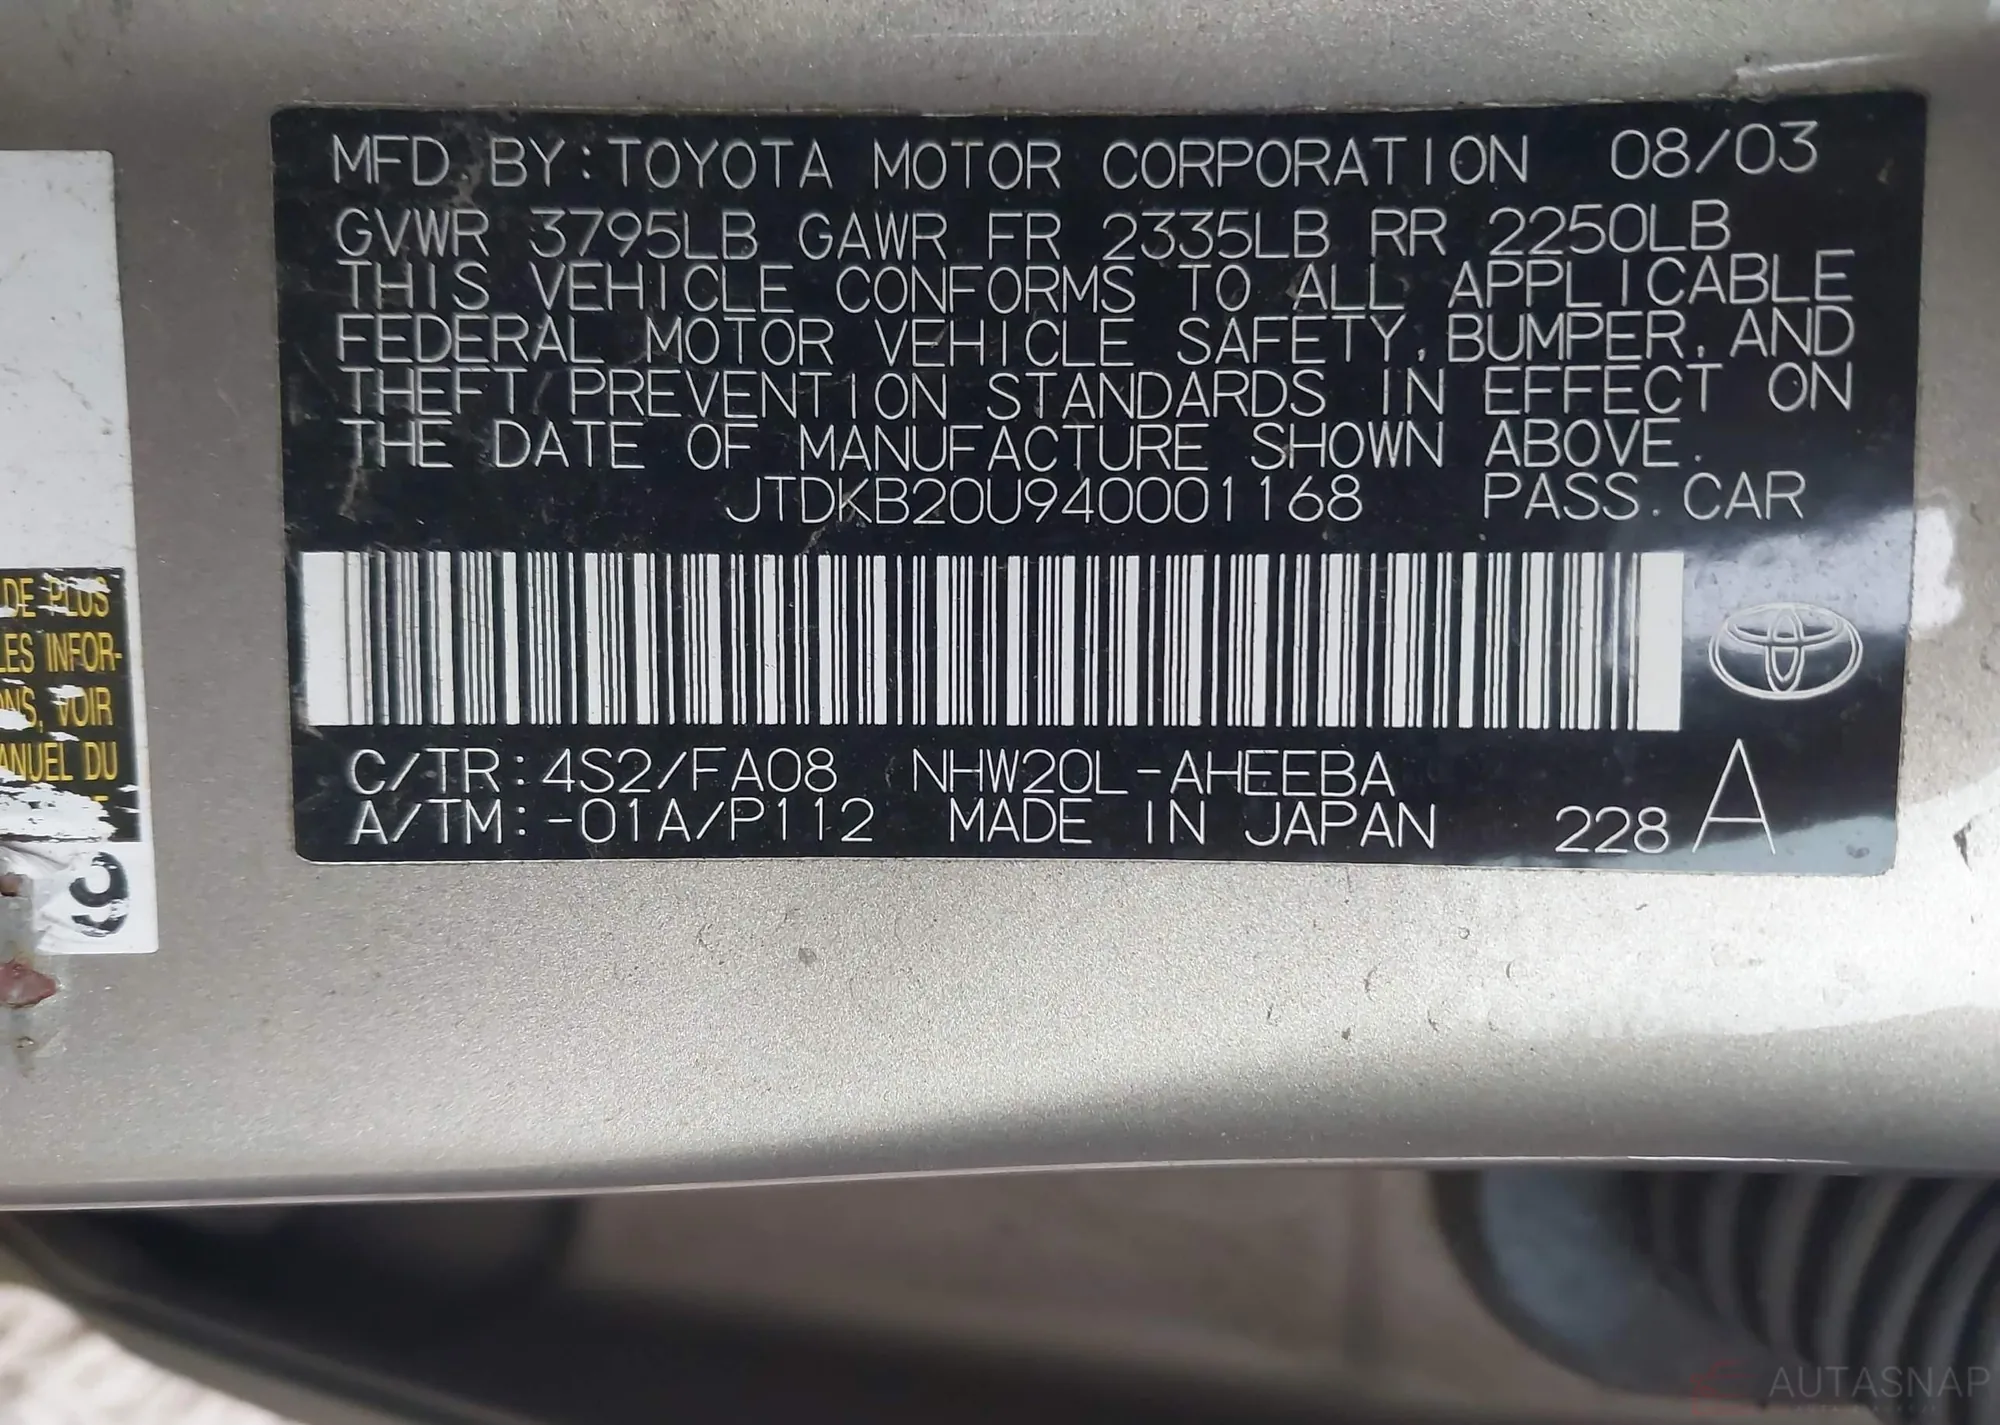 MFD. BY: TOYOTA MOTOR CORPORATION 08/03
GVWR 3795LB GAWR FR 2335LB RR 2250LB
THIS VEHICLE CONFORMS TO ALL APPLICABLE
FEDERAL MOTOR VEHICLE SAFETY, BUMPER, AND
THEFT PREVENTION STANDARDS IN EFFECT ON
THE DATE OF MANUFACTURE SHOWN ABOVE.
JTDKB20U940001168 PASS. CAR
C/TR: 4S2/FA08 NHW20L-AHEEBA
A/TM: -01A/P112 MADE IN JAPAN 228 A
DE PLUS
LES INFOR-
VOIR
DU
AUTASNAP